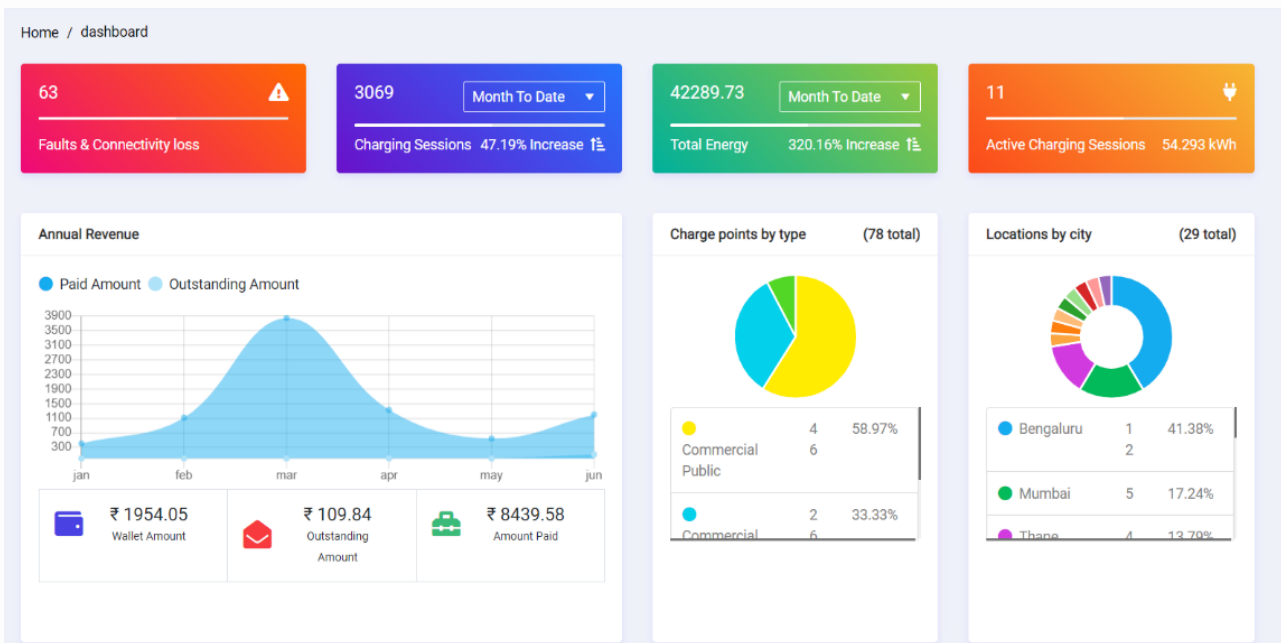 Home / dashboard
63
Faults & Connectivity loss
3069
Month To Date
Charging Sessions 47.19% Increase
42289.73
Month To Date
Total Energy 320.16% Increase
11
Active Charging Sessions 54.293 kWh
Annual Revenue
Paid Amount Outstanding Amount
3900
3500
3100
2700
2300
1900
1500
1100
700
300
jan feb mar apr may jun
₹ 1954.05
Wallet Amount
₹ 109.84
Outstanding
Amount
₹ 8439.58
Amount Paid
Charge points by type (78 total)
4 58.97%
Commercial 6
Public
2 33.33%
Commercial 6
Locations by city (29 total)
Bengaluru 1 41.38%
2
Mumbai 5 17.24%
Thane 4 13.79%